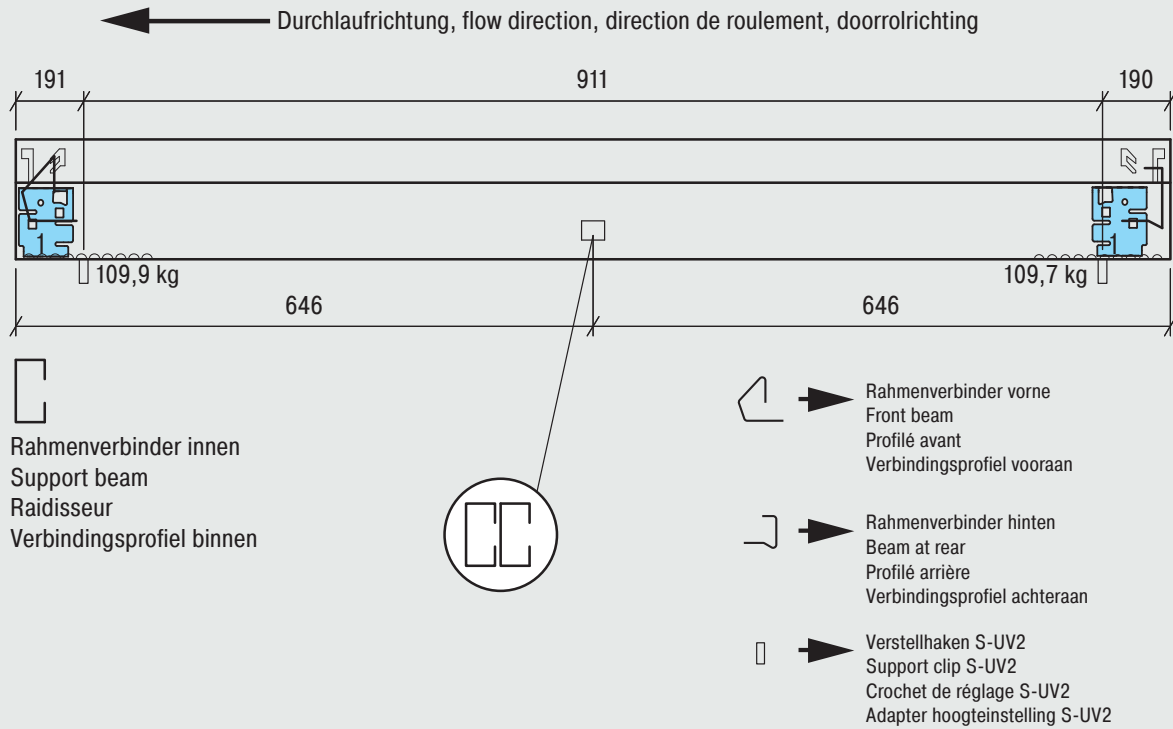 Durchlaufrichtung, flow direction, direction de roulement, doorrolrichting
191 911 190
1 1
109,9 kg 109,7 kg
646 646
Rahmenverbinder innen
Support beam
Raidisseur
Verbindingsprofiel binnen
Rahmenverbinder vorne
Front beam
Profilé avant
Verbindingsprofiel vooraan
Rahmenverbinder hinten
Beam at rear
Profilé arrière
Verbindingsprofiel achteraan
Verstellhaken S-UV2
Support clip S-UV2
Crochet de réglage S-UV2
Adapter hoogteinstelling S-UV2